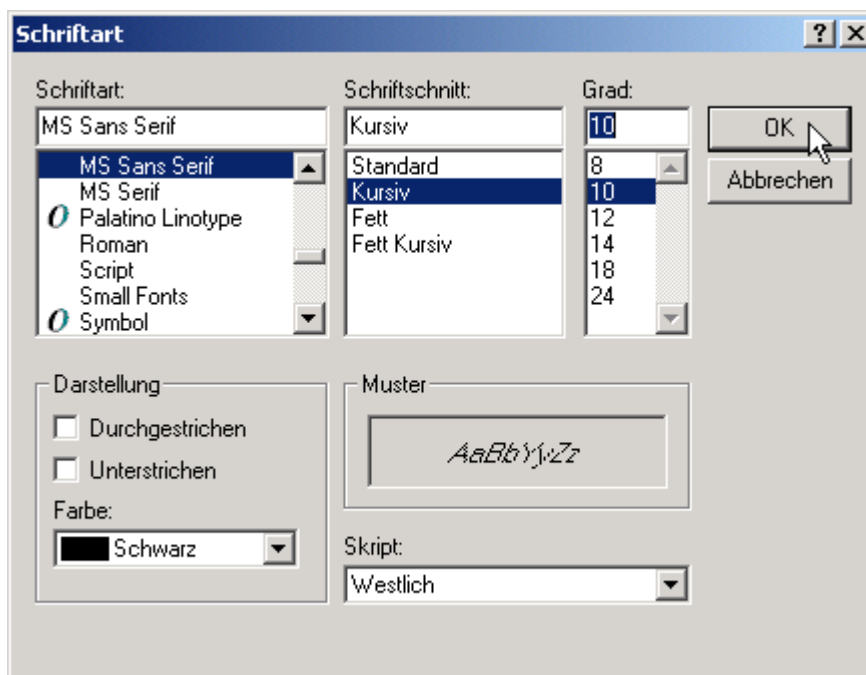 Schriftart
Schriftart: Schriftschnitt: Grad:
MS Sans Serif Kursiv 10 OK
MS Sans Serif Standard 8 Abbrechen
MS Serif Kursiv 10
Palatino Linotype Fett 12
Roman Fett Kursiv 14
Script 18
Small Fonts 24
Symbol
Darstellung Muster
Durchgestrichen AaBbYyZz
Unterstrichen
Farbe:
Schwarz Skript:
Westlich